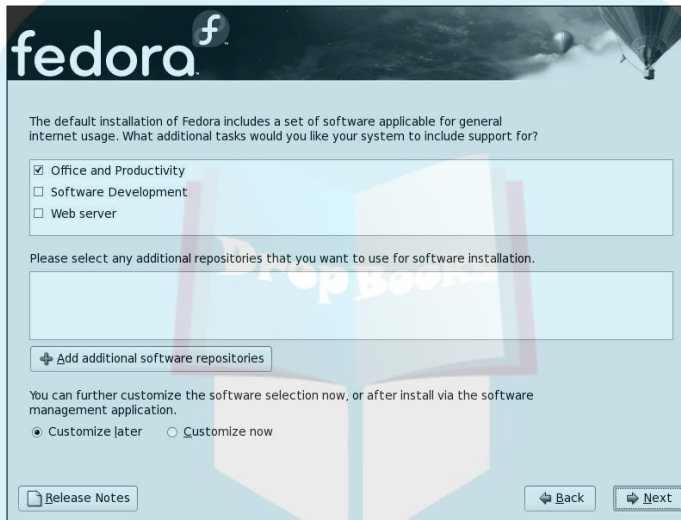 fedora
The default installation of Fedora includes a set of software applicable for general
internet usage. What additional tasks would you like your system to include support for?
Office and Productivity
Software Development
Web server
Please select any additional repositories that you want to use for software installation.
Drop Books
Add additional software repositories
You can further customize the software selection now, or after install via the software
management application.
Customize later Customize now
Release Notes Back Next